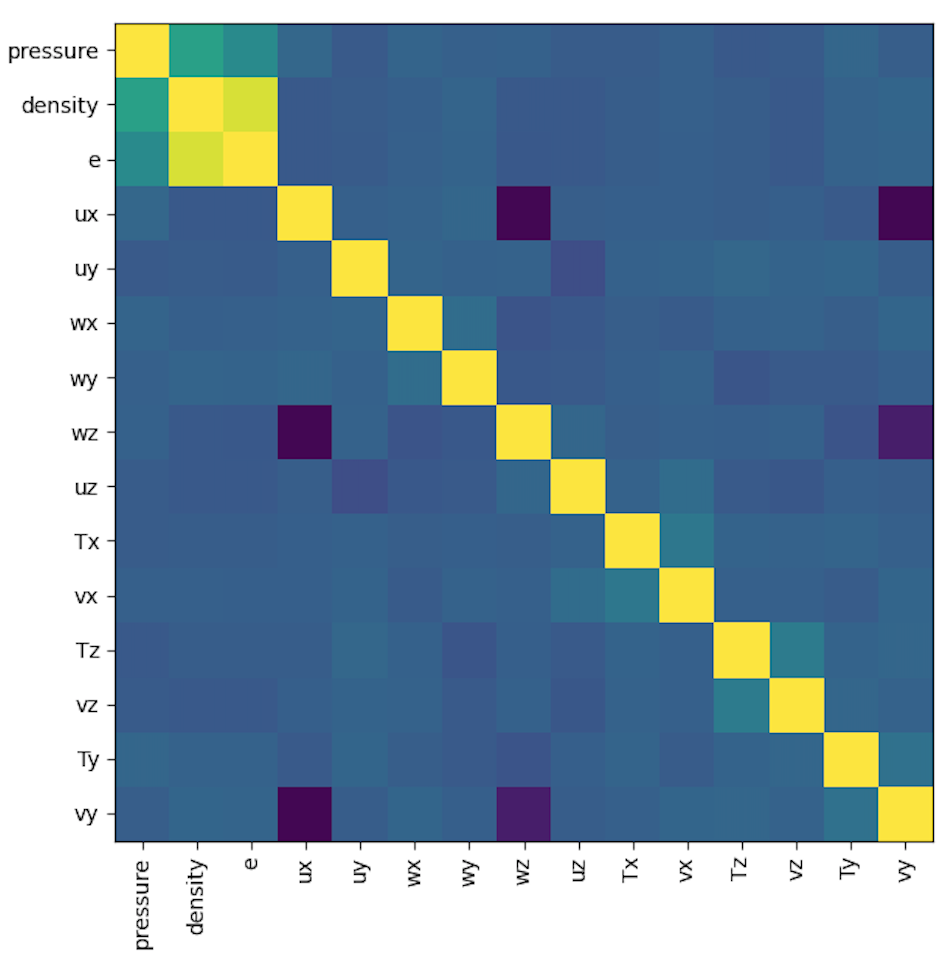 pressure
density
e
ux
uy
wx
wy
wz
uz
Tx
vx
Tz
vz
Ty
vy
pressure
density
e
ux
uy
wx
wy
wz
uz
Tx
vx
Tz
vz
Ty
vy